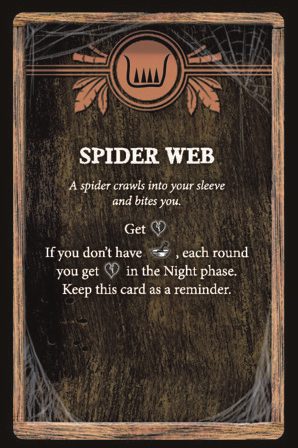 SPIDER WEB
A spider crawls into your sleeve
and bites you.
Get
If you don't have , each round
you get in the Night phase.
Keep this card as a reminder.